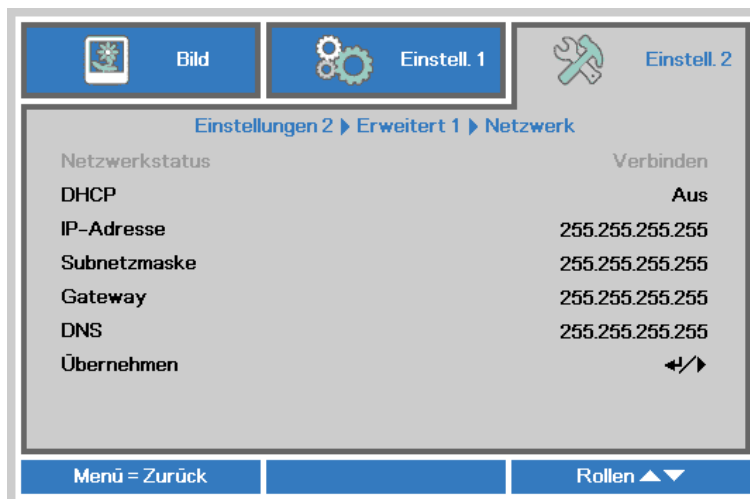 Bild
Einstell. 1
Einstell. 2
Einstellungen 2 ▶ Erweitert 1 ▶ Netzwerk
Netzwerkstatus Verbinden
DHCP Aus
IP-Adresse 255.255.255.255
Subnetzmaske 255.255.255.255
Gateway 255.255.255.255
DNS 255.255.255.255
Übernehmen ↵/▶
Menü = Zurück
Rollen ▲▼